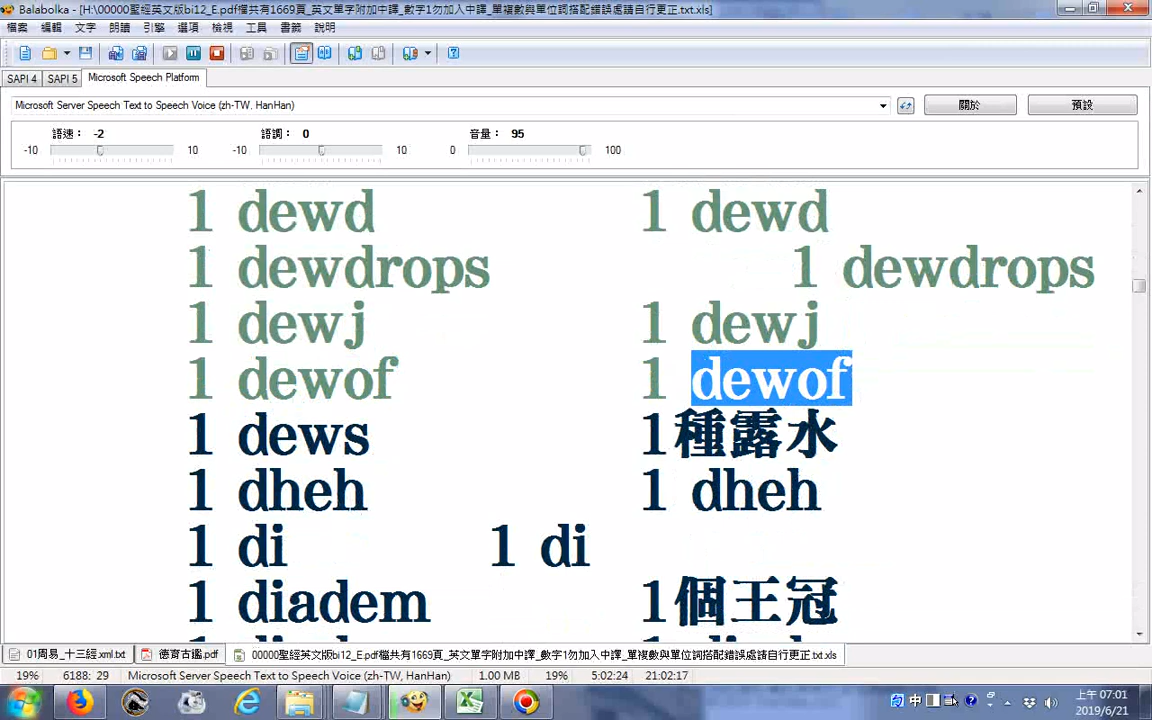 Balabolka - [H:\00000聖經英文版bi12_E.pdf檔共有1669頁_英文單字附加中譯_數字1勿加入中譯_單複數與單位詞搭配錯誤處請自行更正.txt.xls]
檔案 編輯 文字 朗讀 引擎 選項 檢視 工具 書籤 說明
SAPI 4 SAPI 5 Microsoft Speech Platform
Microsoft Server Speech Text to Speech Voice (zh-TW, HanHan) 關於 預設
語速： -2 語調： 0 音量： 95
-10 10 -10 10 0 100
1 dewd 1 dewd
1 dewdrops 1 dewdrops
1 dewj 1 dewj
1 dewof 1 dewof
1 dews 1種露水
1 dheh 1 dheh
1 di 1 di
1 diadem 1個王冠
01周易_十三經.xml.txt 德育古鑑.pdf 00000聖經英文版bi12_E.pdf檔共有1669頁_英文單字附加中譯_數字1勿加入中譯_單複數與單位詞搭配錯誤處請自行更正.txt.xls
19% 6188: 29 Microsoft Server Speech Text to Speech Voice (zh-TW, HanHan) 1.00 MB 19% 5:02:24 21:02:17
中 上午 07:01
2019/6/21